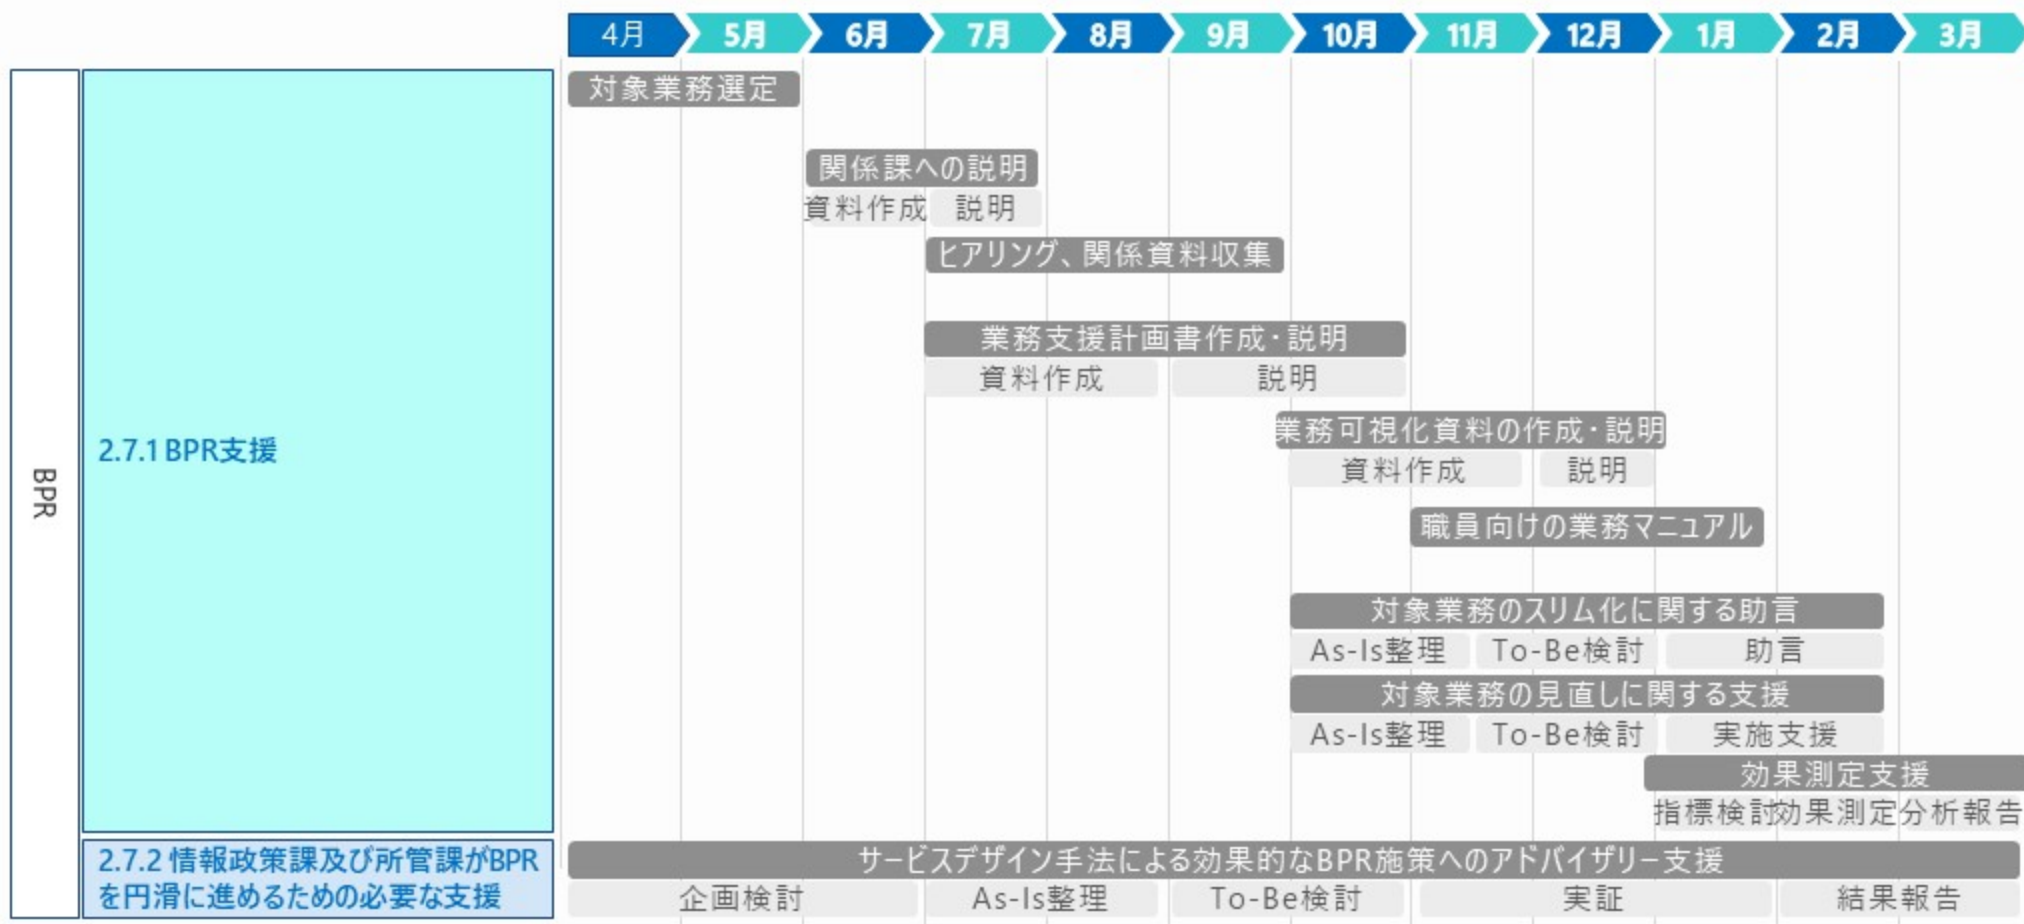 4月 5月 6月 7月 8月 9月 10月 11月 12月 1月 2月 3月
BPR
2.7.1 BPR支援
対象業務選定
関係課への説明
資料作成 説明
ヒアリング、関係資料収集
業務支援計画書作成・説明
資料作成 説明
業務可視化資料の作成・説明
資料作成 説明
職員向けの業務マニュアル
対象業務のスリム化に関する助言
As-Is整理 To-Be検討 助言
対象業務の見直しに関する支援
As-Is整理 To-Be検討 実施支援
効果測定支援
指標検討 効果測定 分析報告
2.7.2 情報政策課及び所管課がBPR
を円滑に進めるための必要な支援
サービスデザイン手法による効果的なBPR施策へのアドバイザリー支援
企画検討 As-Is整理 To-Be検討 実証 結果報告